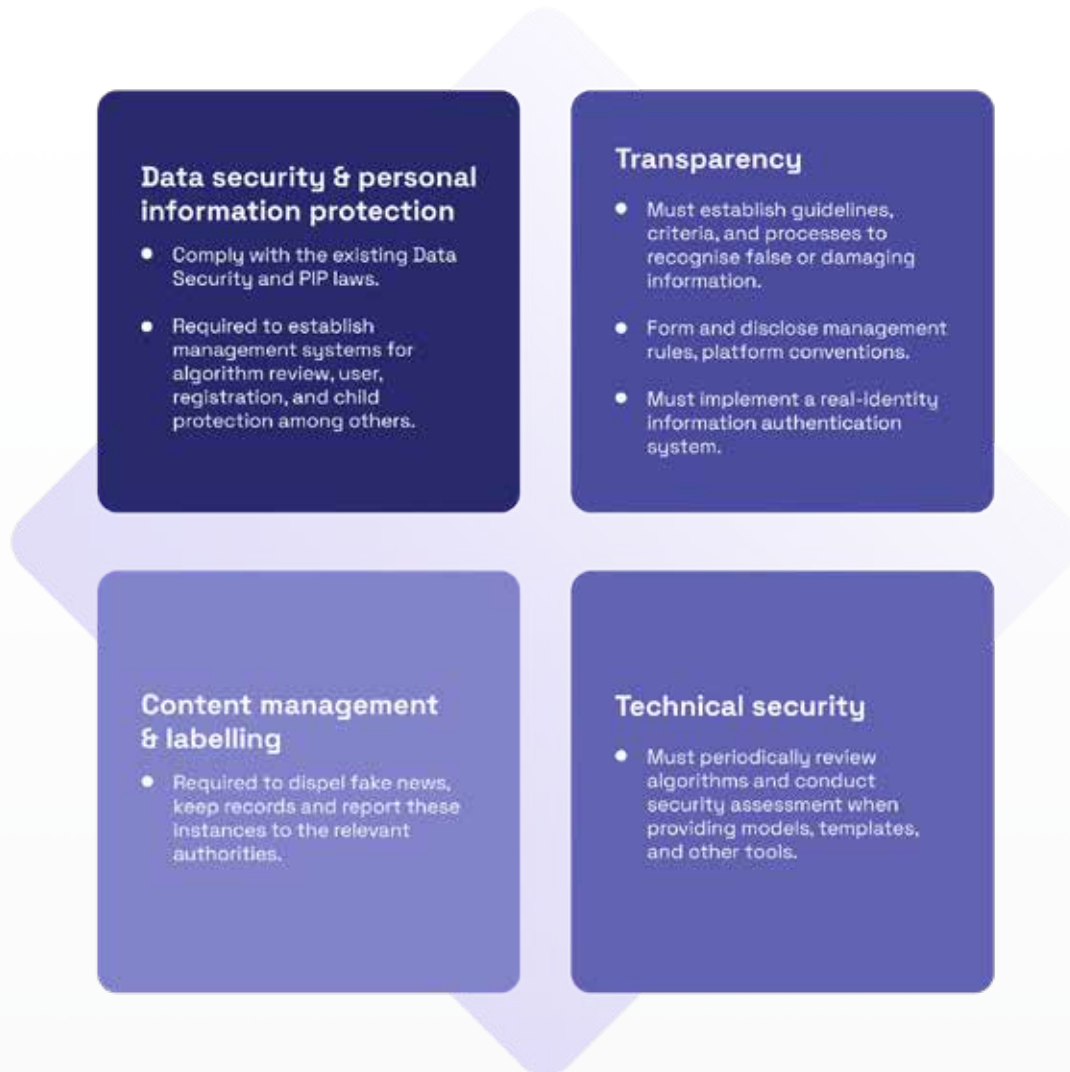 Data security & personal
information protection
● Comply with the existing Data
Security and PIP laws.
● Required to establish
management systems for
algorithm review, user,
registration, and child
protection among others.
Transparency
● Must establish guidelines,
criteria, and processes to
recognise false or damaging
information.
● Form and disclose management
rules, platform conventions.
● Must implement a real-identity
information authentication
system.
Content management
& labelling
● Required to dispel fake news,
keep records and report these
instances to the relevant
authorities.
Technical security
● Must periodically review
algorithms and conduct
security assessment when
providing models, templates,
and other tools.